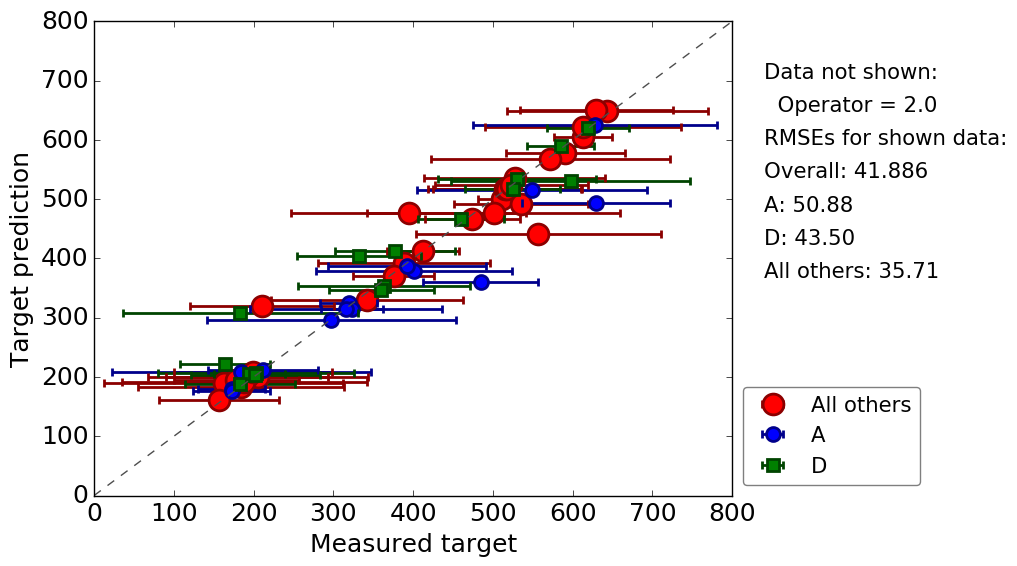 800
700
600
500
400
300
200
100
0
Target prediction
0 100 200 300 400 500 600 700 800
Measured target
Data not shown:
Operator = 2.0
RMSEs for shown data:
Overall: 41.886
A: 50.88
D: 43.50
All others: 35.71
All others
A
D